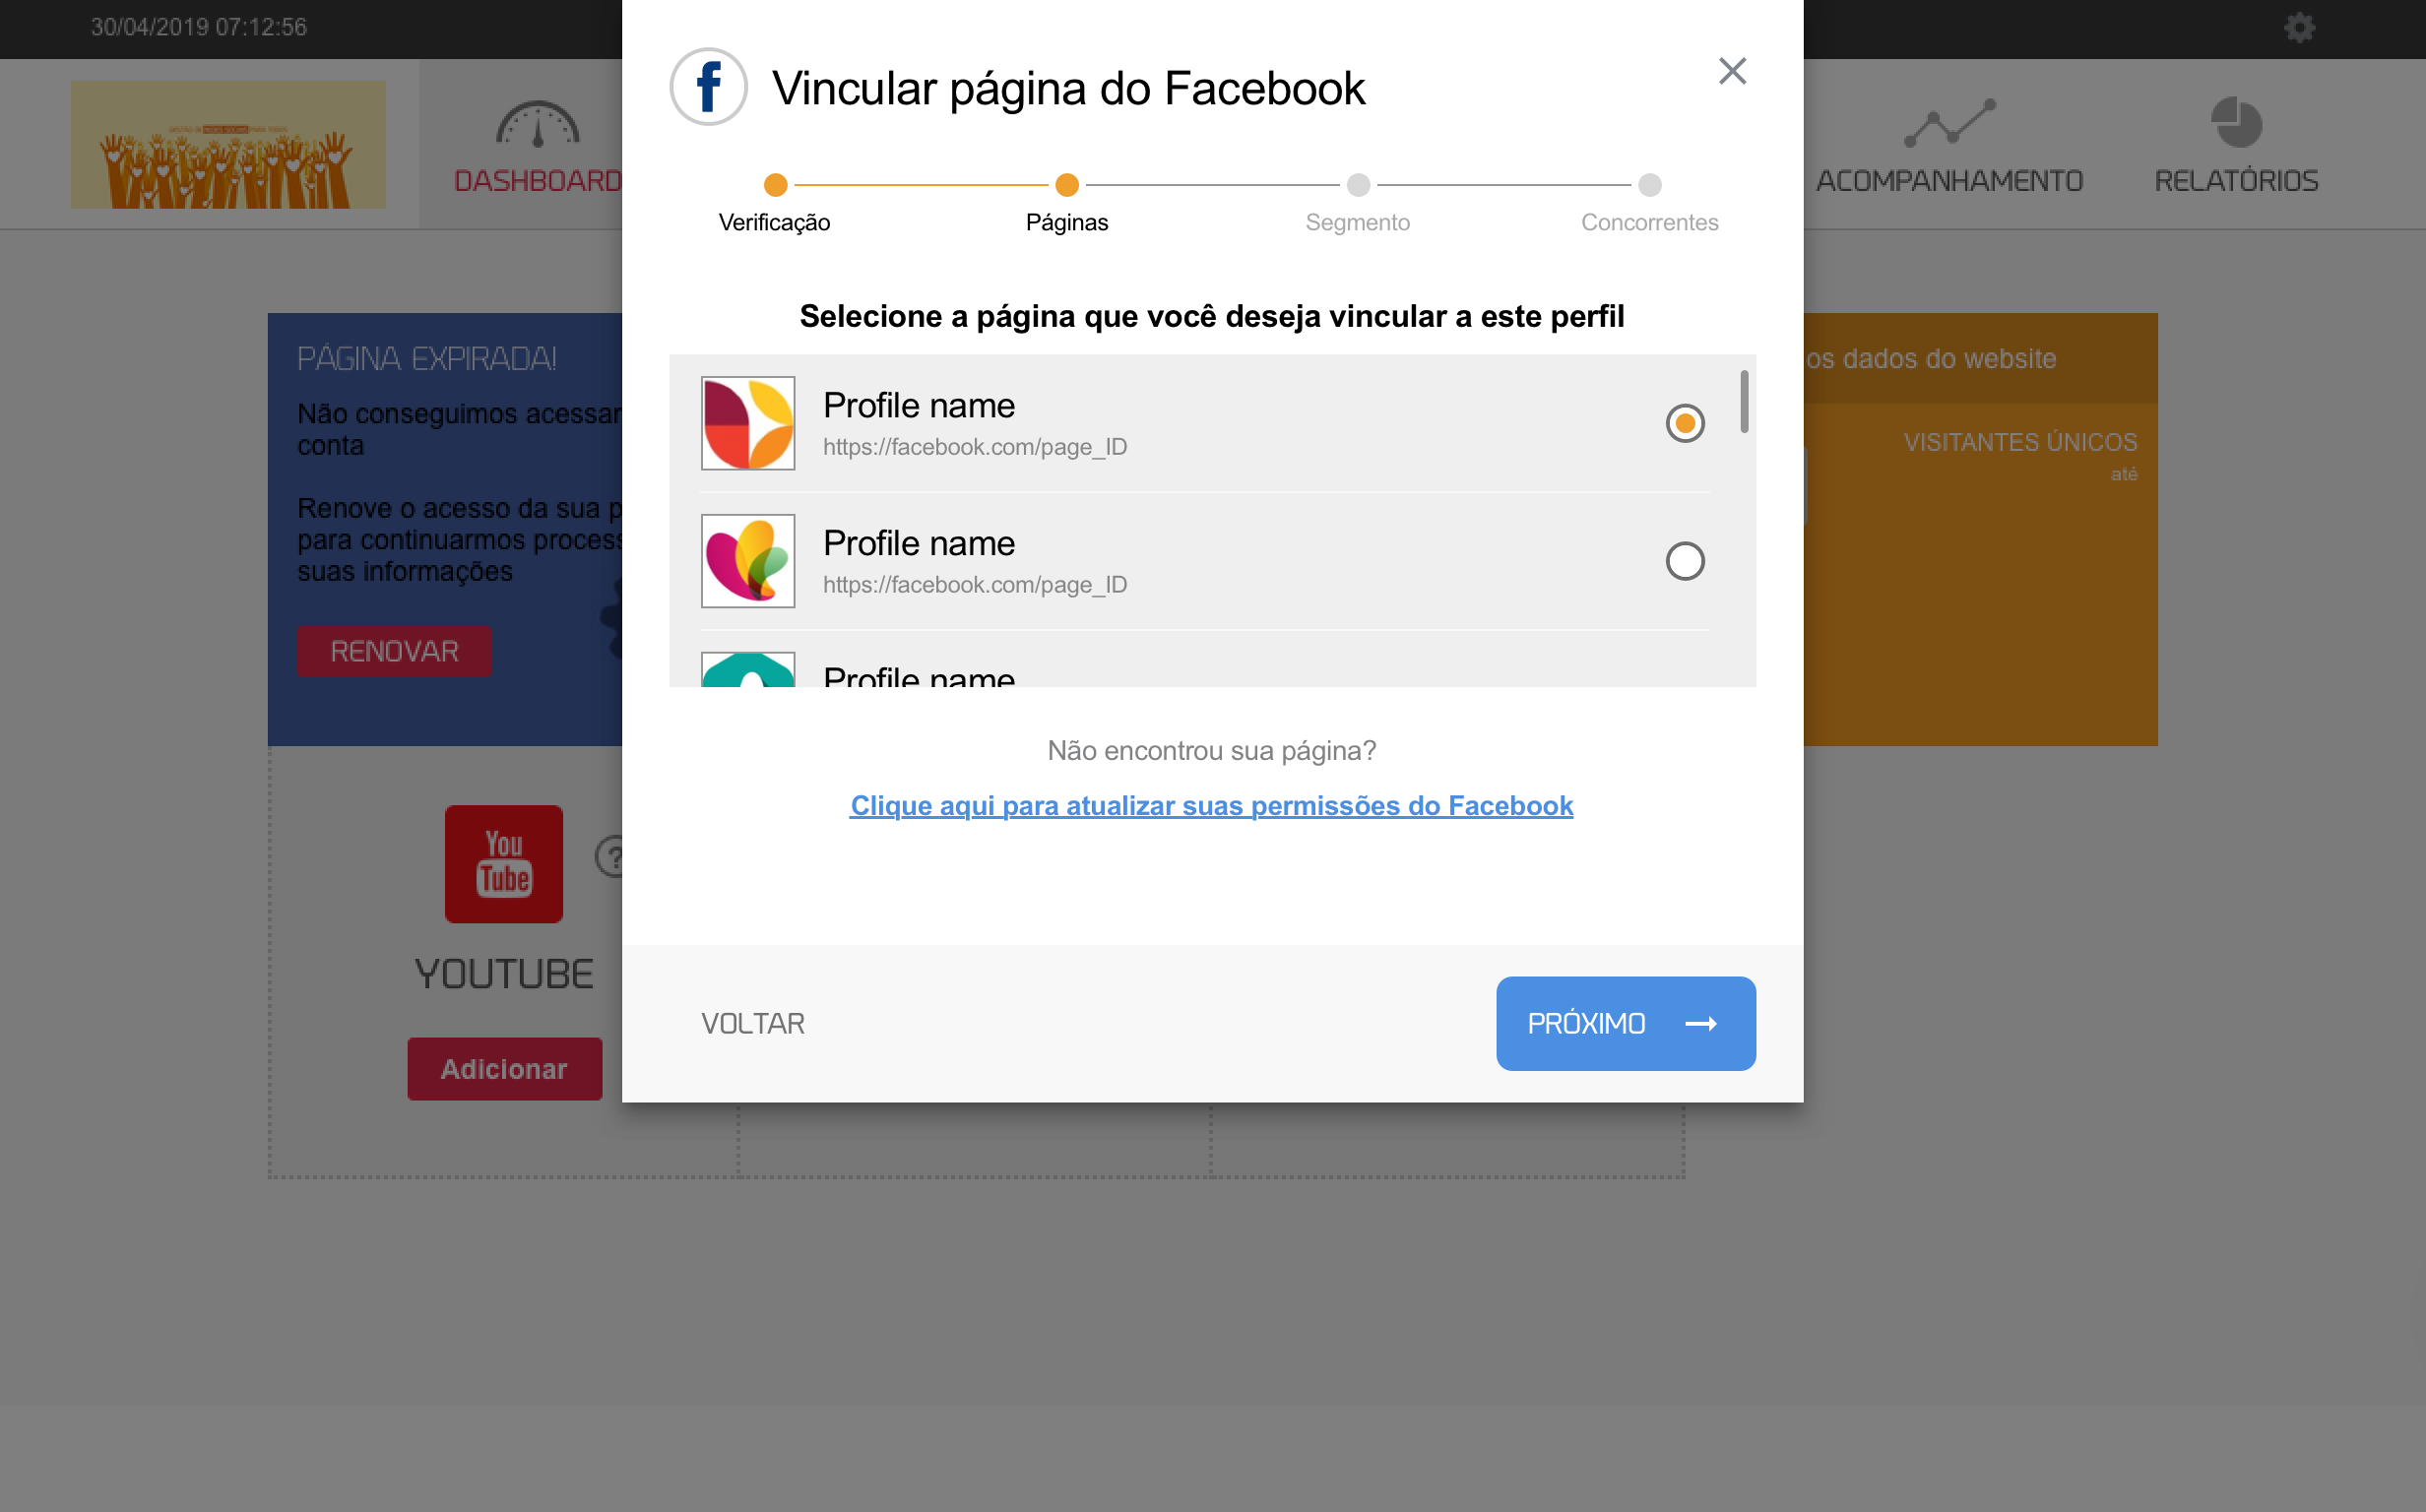 30/04/2019 07:12:56
Vincular página do Facebook
DASHBOARD
ACOMPANHAMENTO
RELATÓRIOS
Verificação
Páginas
Segmento
Concorrentes
Selecione a página que você deseja vincular a este perfil
PÁGINA EXPIRADA!
Não conseguimos acessar
conta
Renove o acesso da sua p
para continuarmos process
suas informações
RENOVAR
Profile name
https://facebook.com/page_ID
Profile name
https://facebook.com/page_ID
Profile name
os dados do website
VISITANTES ÚNICOS
até
Não encontrou sua página?
Clique aqui para atualizar suas permissões do Facebook
You
Tube
?
YOUTUBE
Adicionar
VOLTAR
PRÓXIMO